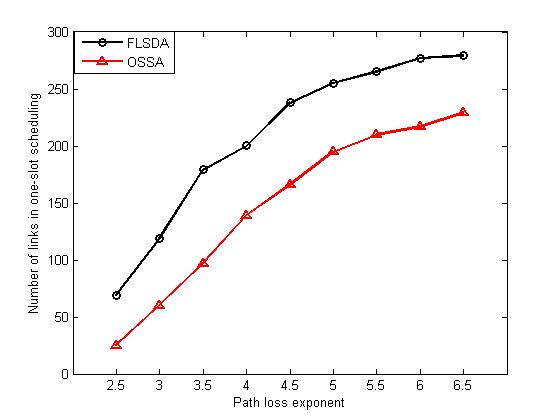 300
FLSDA
OSSA
250
200
150
100
50
0
Number of links in one-slot scheduling
2.5 3 3.5 4 4.5 5 5.5 6 6.5
Path loss exponent